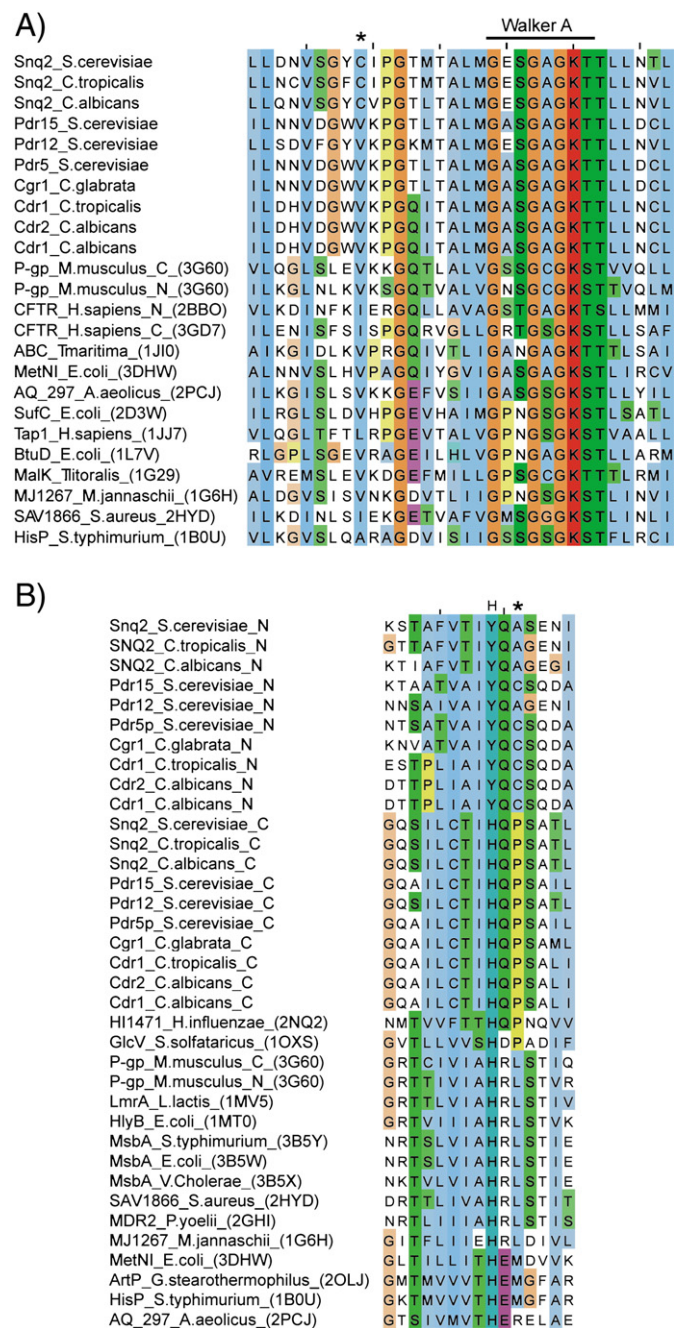 A)
Walker A
*
Snq2_S.cerevisiae LLDNVSGYCIPGTMTALMGESGAGKTTLLNTL
Snq2_C.tropicalis LLNCVSGFCIPGTMTALMGESGAGKTTLLNVL
Snq2_C.albicans LLQNVSGYCVPGTLTALMGESGAGKTTLLNVL
Pdr15_S.cerevisiae ILNNVDGWVKPGTLTALMGASGAGKTTLLDCL
Pdr12_S.cerevisiae LLSDVFGYVKPGKMTALMGESGAGKTTLLNVL
Pdr5_S.cerevisiae ILNNVDGWVKPGTLTALMGASGAGKTTLLDCL
Cgr1_C.glabrata ILNNVDGWVKPGTLTALMGASGAGKTTLLDCL
Cdr1_C.tropicalis ILDHVDGWVKPGQITALMGASGAGKTTLLNCL
Cdr2_C.albicans ILDHVDGWVKPGQITALMGASGAGKTTLLNCL
Cdr1_C.albicans ILDHVDGWVKPGQITALMGASGAGKTTLLNCL
P-gp_M.musculus_C_(3G60) VLQGLSLEVKKGQTLALVGSSGCGKSTVVQLL
P-gp_M.musculus_N_(3G60) ILKGLNLKVKSGQTVALVGNSGCGKSTTVQLM
CFTR_H.sapiens_N_(2BBO) VLKDINFKIERGQLLAVAGSTGAGKTSLLMMI
CFTR_H.sapiens_C_(3GD7) ILENISFSISPGQRVGLLGRTGSGKSTLLSAF
ABC_Tmaritima_(1JI0) AIKGIDLKVPRGQIVTLIGANGAGKTTTLSAI
MetNI_E.coli_(3DHW) ALNNVSLHVPAGQIYGVIGASGAGKSTLIRCV
AQ_297_A.aeolicus_(2PCJ) ILKGISLSVKKGEFVSIIGASGSGKSTLLYIL
SufC_E.coli_(2D3W) ILRGLSLDVHPGEVHAIMGPNGSGKSTLSATL
Tap1_H.sapiens_(1JJ7) VLQGLTFTLRPGEVTALVGPNGSGKSTVAALL
BtuD_E.coli_(1L7V) RLGPLSGEVRAGEILHLVGPNGAGKSTLLARM
MalK_Tlitoralis_(1G29) AVREMSLEVKDGEFMILLGPSGCGKTTTLRMI
MJ1267_M.jannaschii_(1G6H) ALDGVSISVNKGDVTLIIGPNGSGKSTLINVI
SAV1866_S.aureus_2HYD) ILKDINLSIEKGETVAFVGMSGGGKSTLINLI
HisP_S.typhimurium_(1B0U) VLKGVSLQARAGDVISIIGSSGSGKSTFLRCI
B)
H *
Snq2_S.cerevisiae_N KSTAFVTIYQASENI
SNQ2_C.tropicalis_N GTTAFVTIYQAGENI
SNQ2_C.albicans_N KTIAFVTIYQAGEGI
Pdr15_S.cerevisiae_N KTAATVAIYQCSQDA
Pdr12_S.cerevisiae_N NNSAIVAIYQAGENI
Pdr5p_S.cerevisiae_N NTSATVAIYQCSQDA
Cgr1_C.glabrata_N KNVATVAIYQCSQDA
Cdr1_C.tropicalis_N ESTPLIAIYQCSQDA
Cdr2_C.albicans_N DTTPLIAIYQCSQDA
Cdr1_C.albicans_N DTTPLIAIYQCSQDA
Snq2_S.cerevisiae_C GQSILCTIHQPSATL
Snq2_C.tropicalis_C GQSILCTIHQPSATL
Snq2_C.albicans_C GQSILCTIHQPSATL
Pdr15_S.cerevisiae_C GQAILCTIHQPSAIL
Pdr12_S.cerevisiae_C GQSILCTIHQPSATL
Pdr5p_S.cerevisiae_C GQAILCTIHQPSAIL
Cgr1_C.glabrata_C GQAILCTIHQPSAML
Cdr1_C.tropicalis_C GQAILCTIHQPSALI
Cdr2_C.albicans_C GQAILCTIHQPSALI
Cdr1_C.albicans_C GQAILCTIHQPSALI
HI1471_H.influenzae_(2NQ2) NMTVVFTTHQPNQVV
GlcV_S.solfataricus_(1OXS) GVTLLVVSHDPADIF
P-gp_M.musculus_C_(3G60) GRTCIVIAHRLSTIQ
P-gp_M.musculus_N_(3G60) GRTTIVIAHRLSTVR
LmrA_L.lactis_(1MV5) GRTTLVIAHRLSTIV
HlyB_E.coli_(1MT0) GRTVIIIAHRLSTVK
MsbA_S.typhimurium_(3B5Y) NRTSLVIAHRLSTIE
MsbA_E.coli_(3B5W) NRTSLVIAHRLSTIE
MsbA_V.Cholerae_(3B5X) NKTVLVIAHRLSTIE
SAV1866_S.aureus_(2HYD) DRTTLIVAHRLSTIT
MDR2_P.yoelii_(2GHI) NRTLIIIAHRLSTIS
MJ1267_M.jannaschii_(1G6H) GITFLIIEHRLDIVL
MetNI_E.coli_(3DHW) GLTILLITHEMDVVK
ArtP_G.stearothermophilus_(2OLJ) GMTMVVVTHEMGFAR
HisP_S.typhimurium_(1B0U) GKTMVVVTHEMGFAR
AQ_297_A.aeolicus_(2PCJ) GTSIVMVTHERELAE